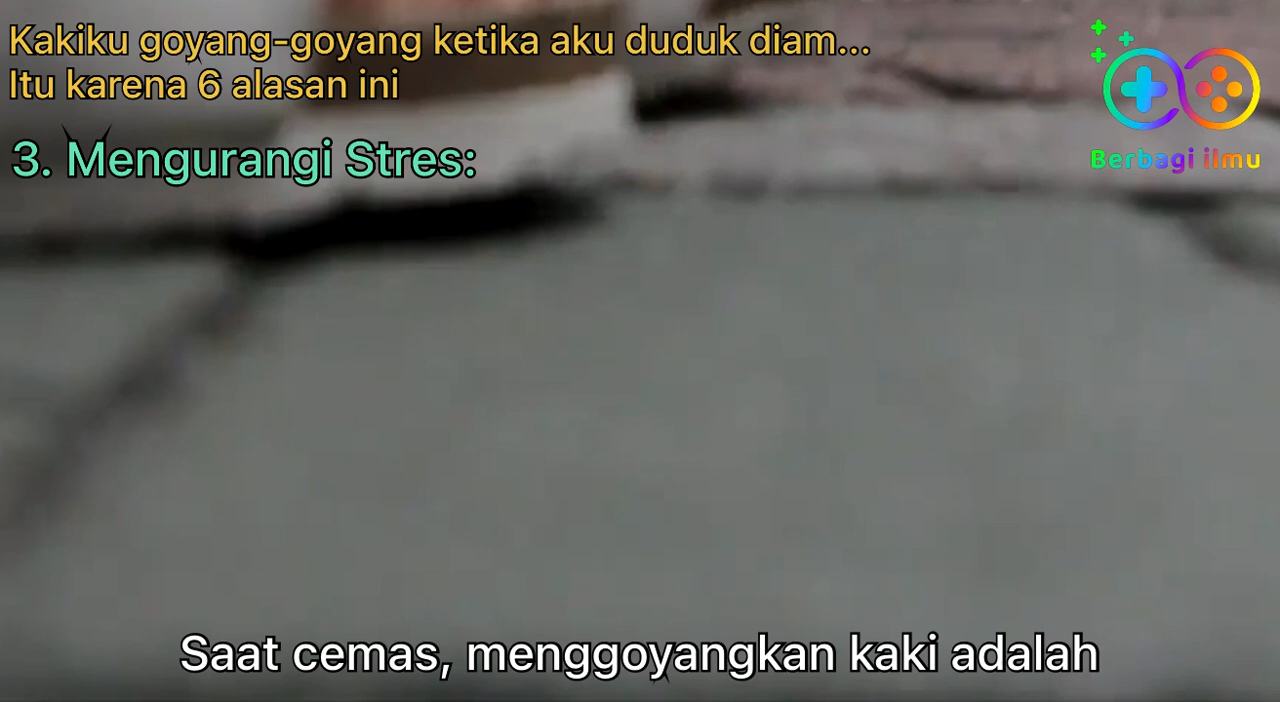 Kakiku goyang-goyang ketika aku duduk diam...
Itu karena 6 alasan ini
3. Mengurangi Stres:
Berbagi ilmu
Saat cemas, menggoyangkan kaki adalah